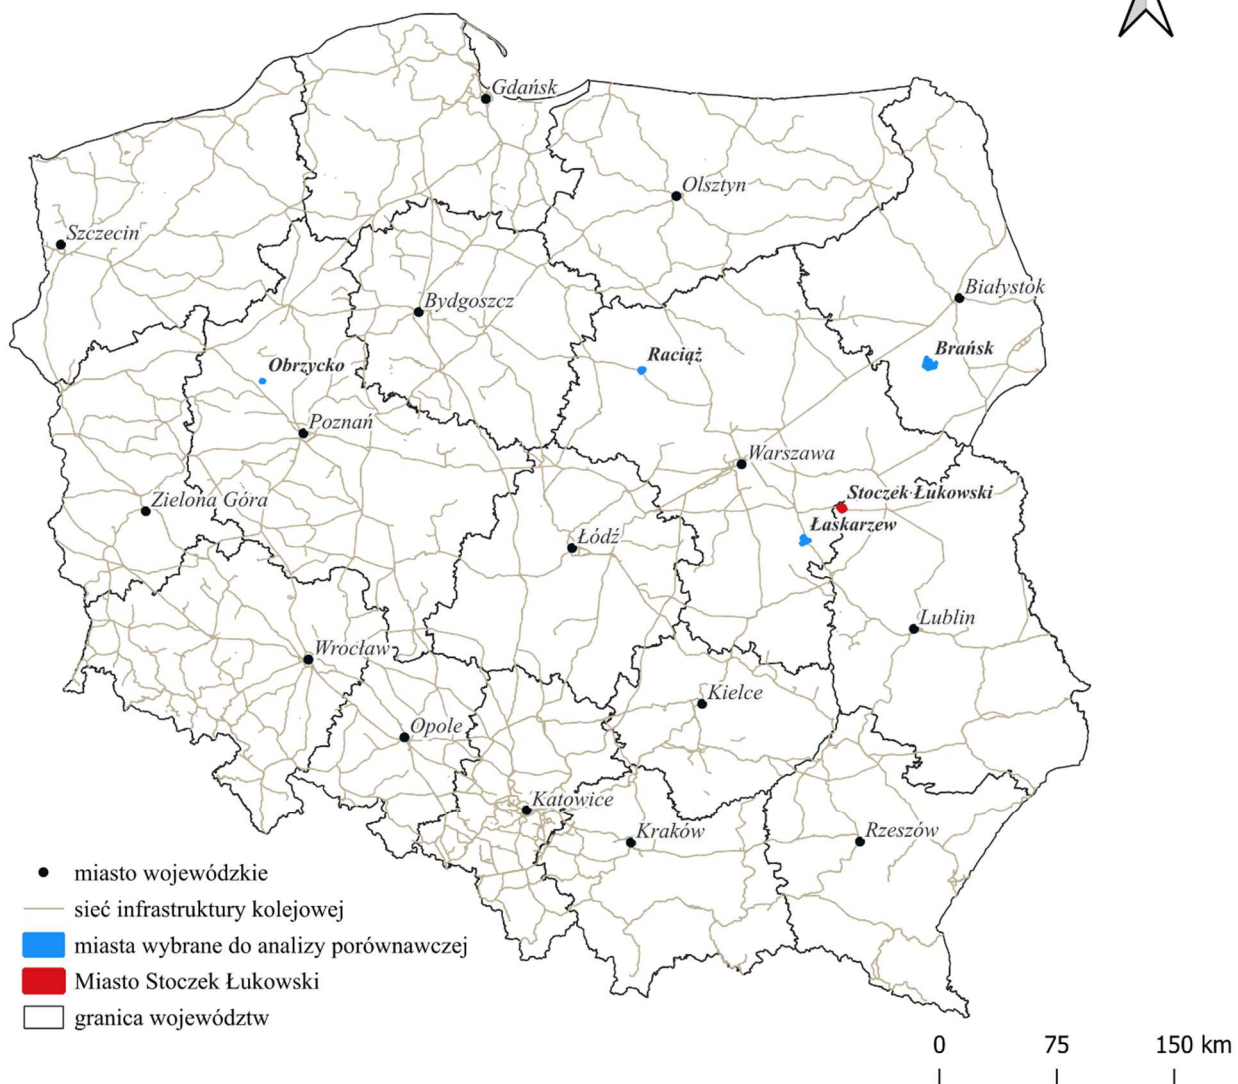 Gdańsk
Olsztyn
Szczecin
Białystok
Bydgoszcz
Brańsk
Raciąż
Obrzycko
Poznań
Warszawa
Stoczek Łukowski
Zielona Góra
Łaskarzew
Łódź
Lublin
Wrocław
Kielce
Opole
Katowice
Kraków
Rzeszów
miasto wojewódzkie
sieć infrastruktury kolejowej
miasta wybrane do analizy porównawczej
Miasto Stoczek Łukowski
granica województw
0 75 150 km